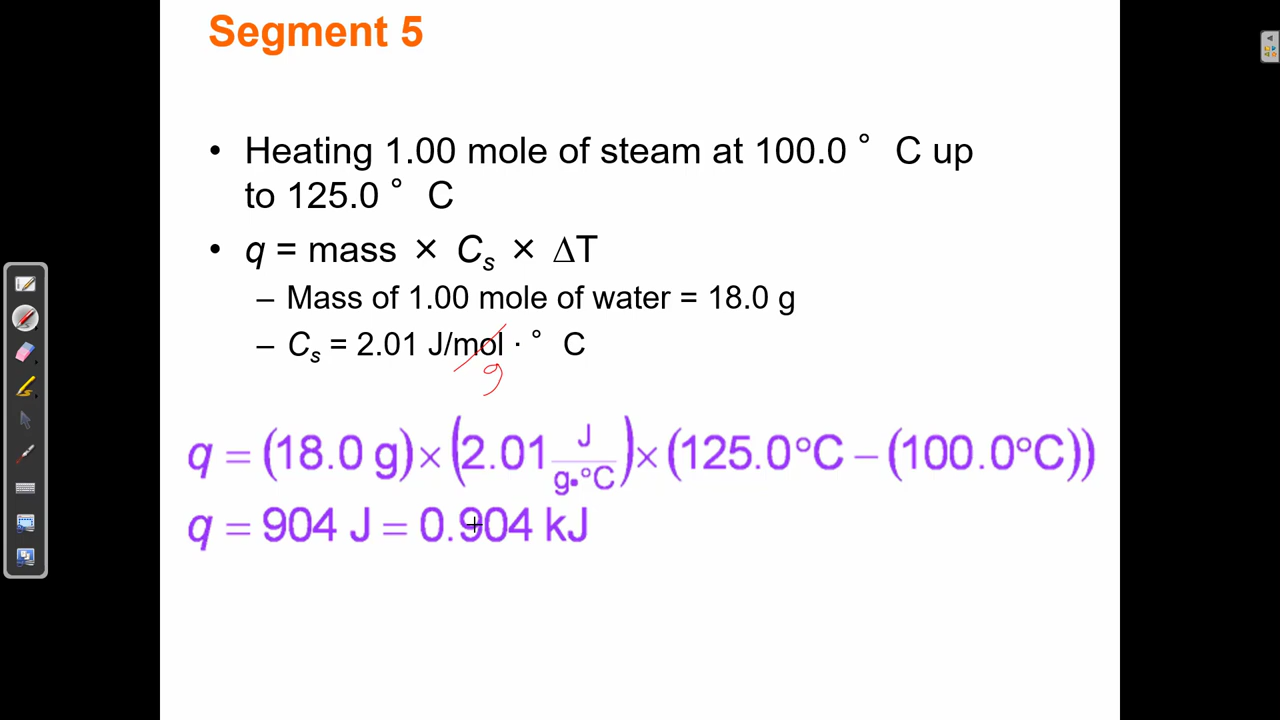 Segment 5
• Heating 1.00 mole of steam at 100.0 ° C up
to 125.0 ° C
• q = mass × Cₛ × ΔT
– Mass of 1.00 mole of water = 18.0 g
– Cₛ = 2.01 J/mol · ° C
g
q = (18.0 g) × (2.01 J/g•°C) × (125.0°C − (100.0°C))
q = 904 J = 0.904 kJ